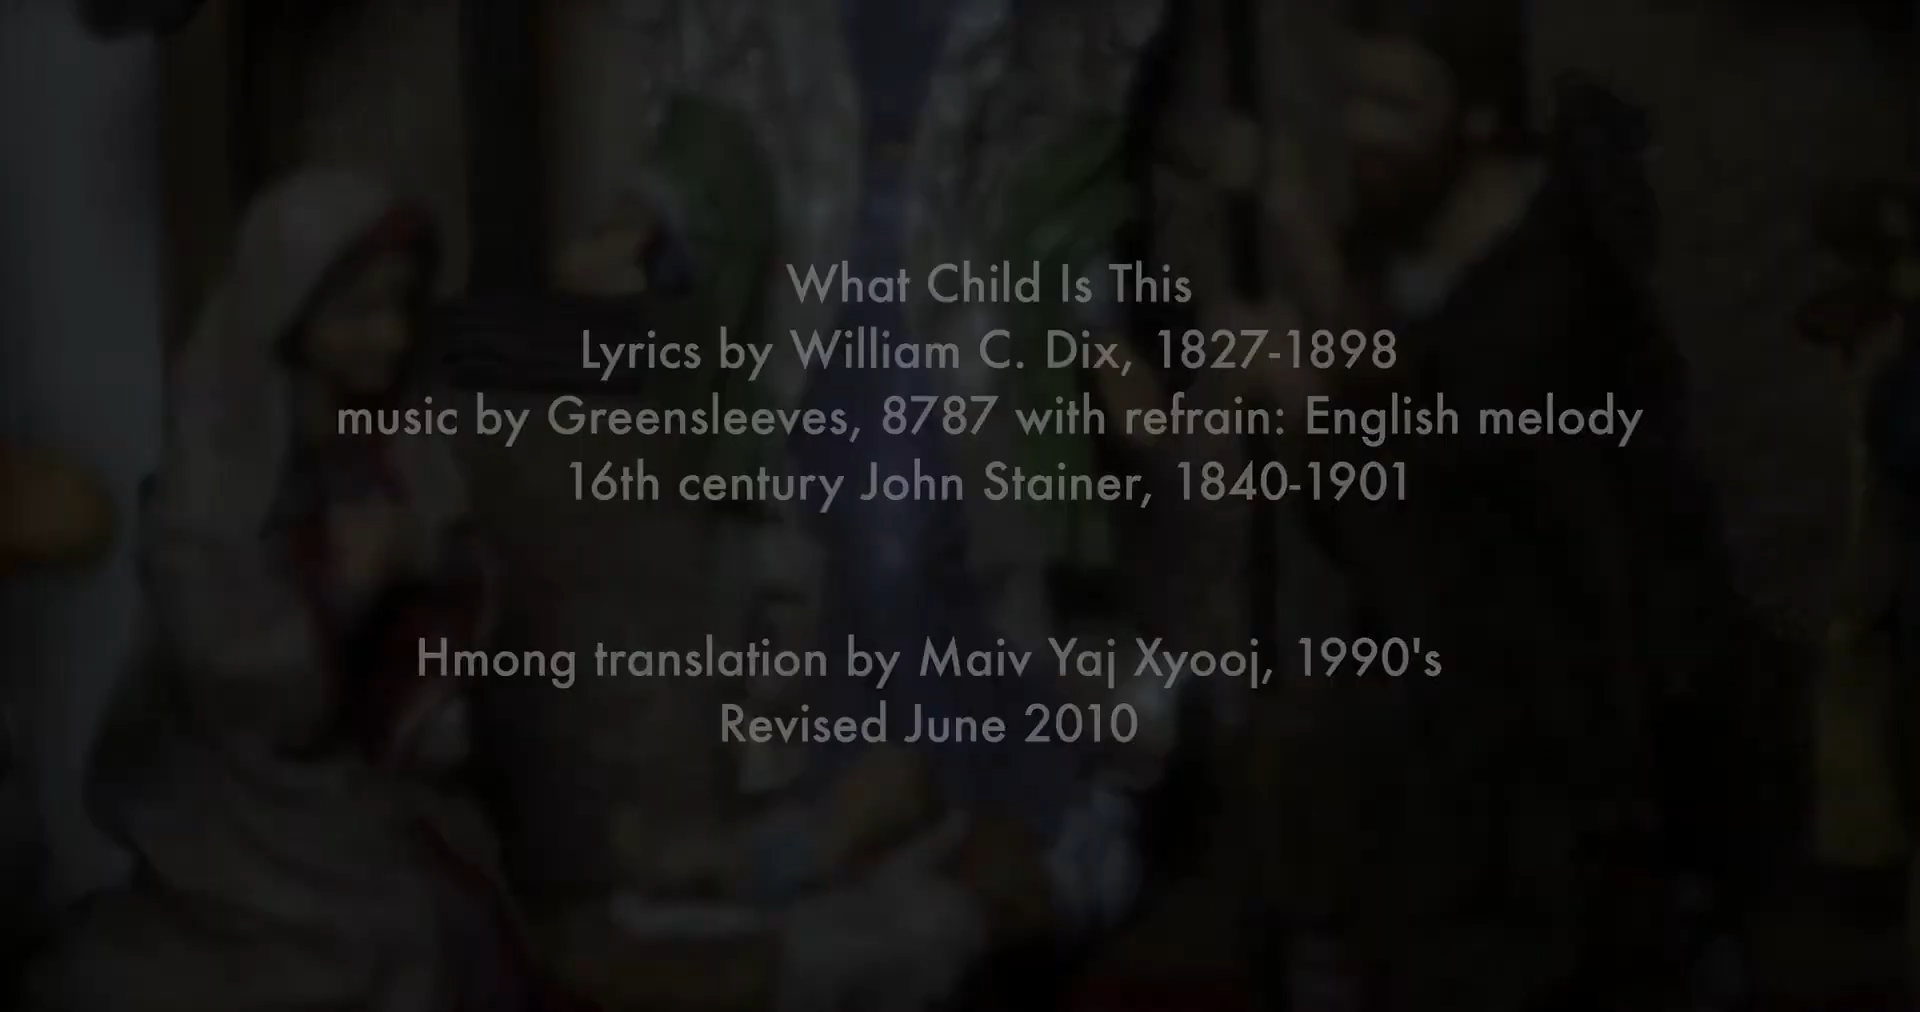 What Child Is This
Lyrics by William C. Dix, 1827-1898
music by Greensleeves, 8787 with refrain: English melody
16th century John Stainer, 1840-1901
Hmong translation by Maiv Yaj Xyooj, 1990's
Revised June 2010